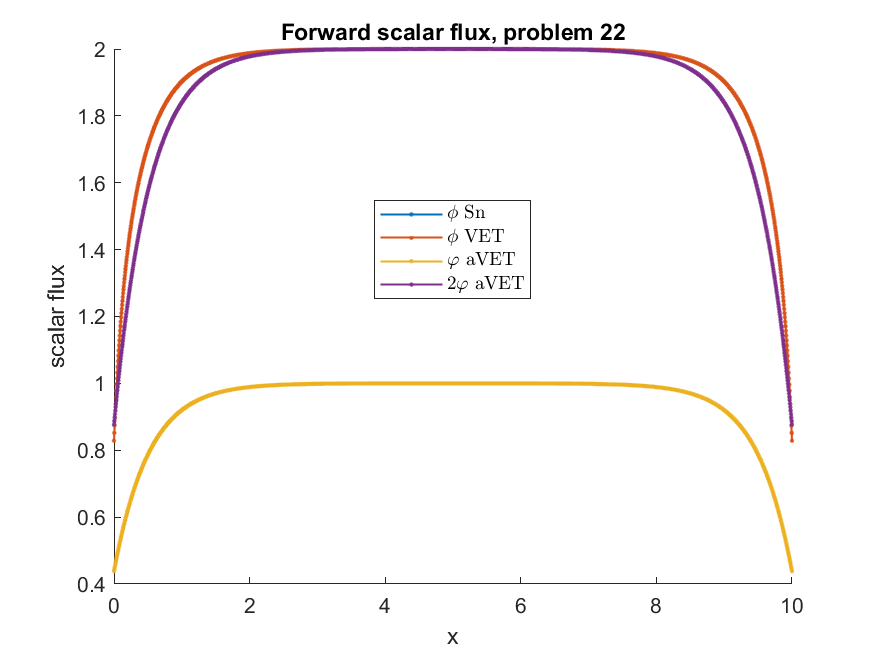 Forward scalar flux, problem 22
2
1.8
1.6
1.4
1.2
1
0.8
0.6
0.4
scalar flux
ϕ Sn
ϕ VET
φ aVET
2φ aVET
0 2 4 6 8 10
x